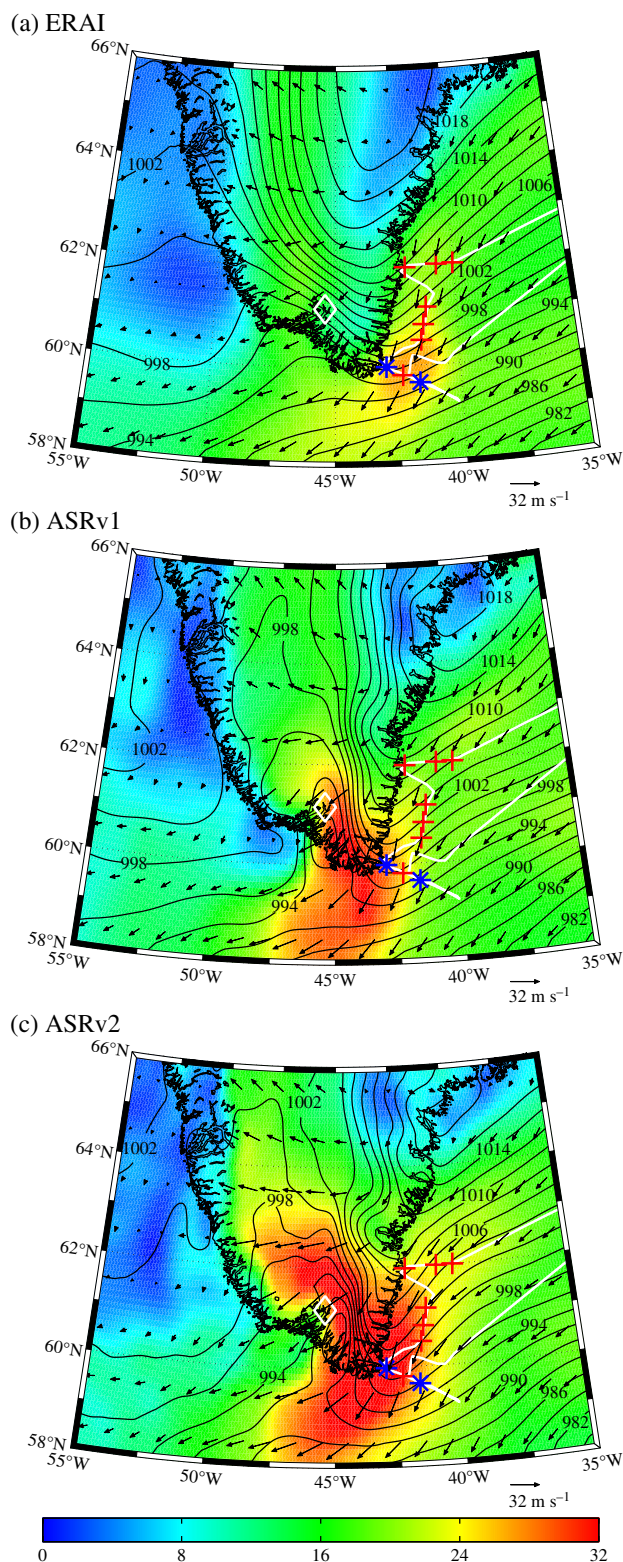 (a) ERAI
66°N
64°N
62°N
60°N
58°N
55°W
50°W
45°W
40°W
35°W
1018
1014
1006
1010
1002
1002
998
994
998
990
986
982
994
32 m s⁻¹
(b) ASRv1
66°N
64°N
62°N
60°N
58°N
55°W
50°W
45°W
40°W
35°W
1018
998
1014
1010
1002
1002
998
994
998
990
986
994
982
32 m s⁻¹
(c) ASRv2
66°N
64°N
62°N
60°N
58°N
55°W
50°W
45°W
40°W
35°W
1002
1002
1014
1010
998
1006
998
994
994
990
986
982
32 m s⁻¹
0 8 16 24 32